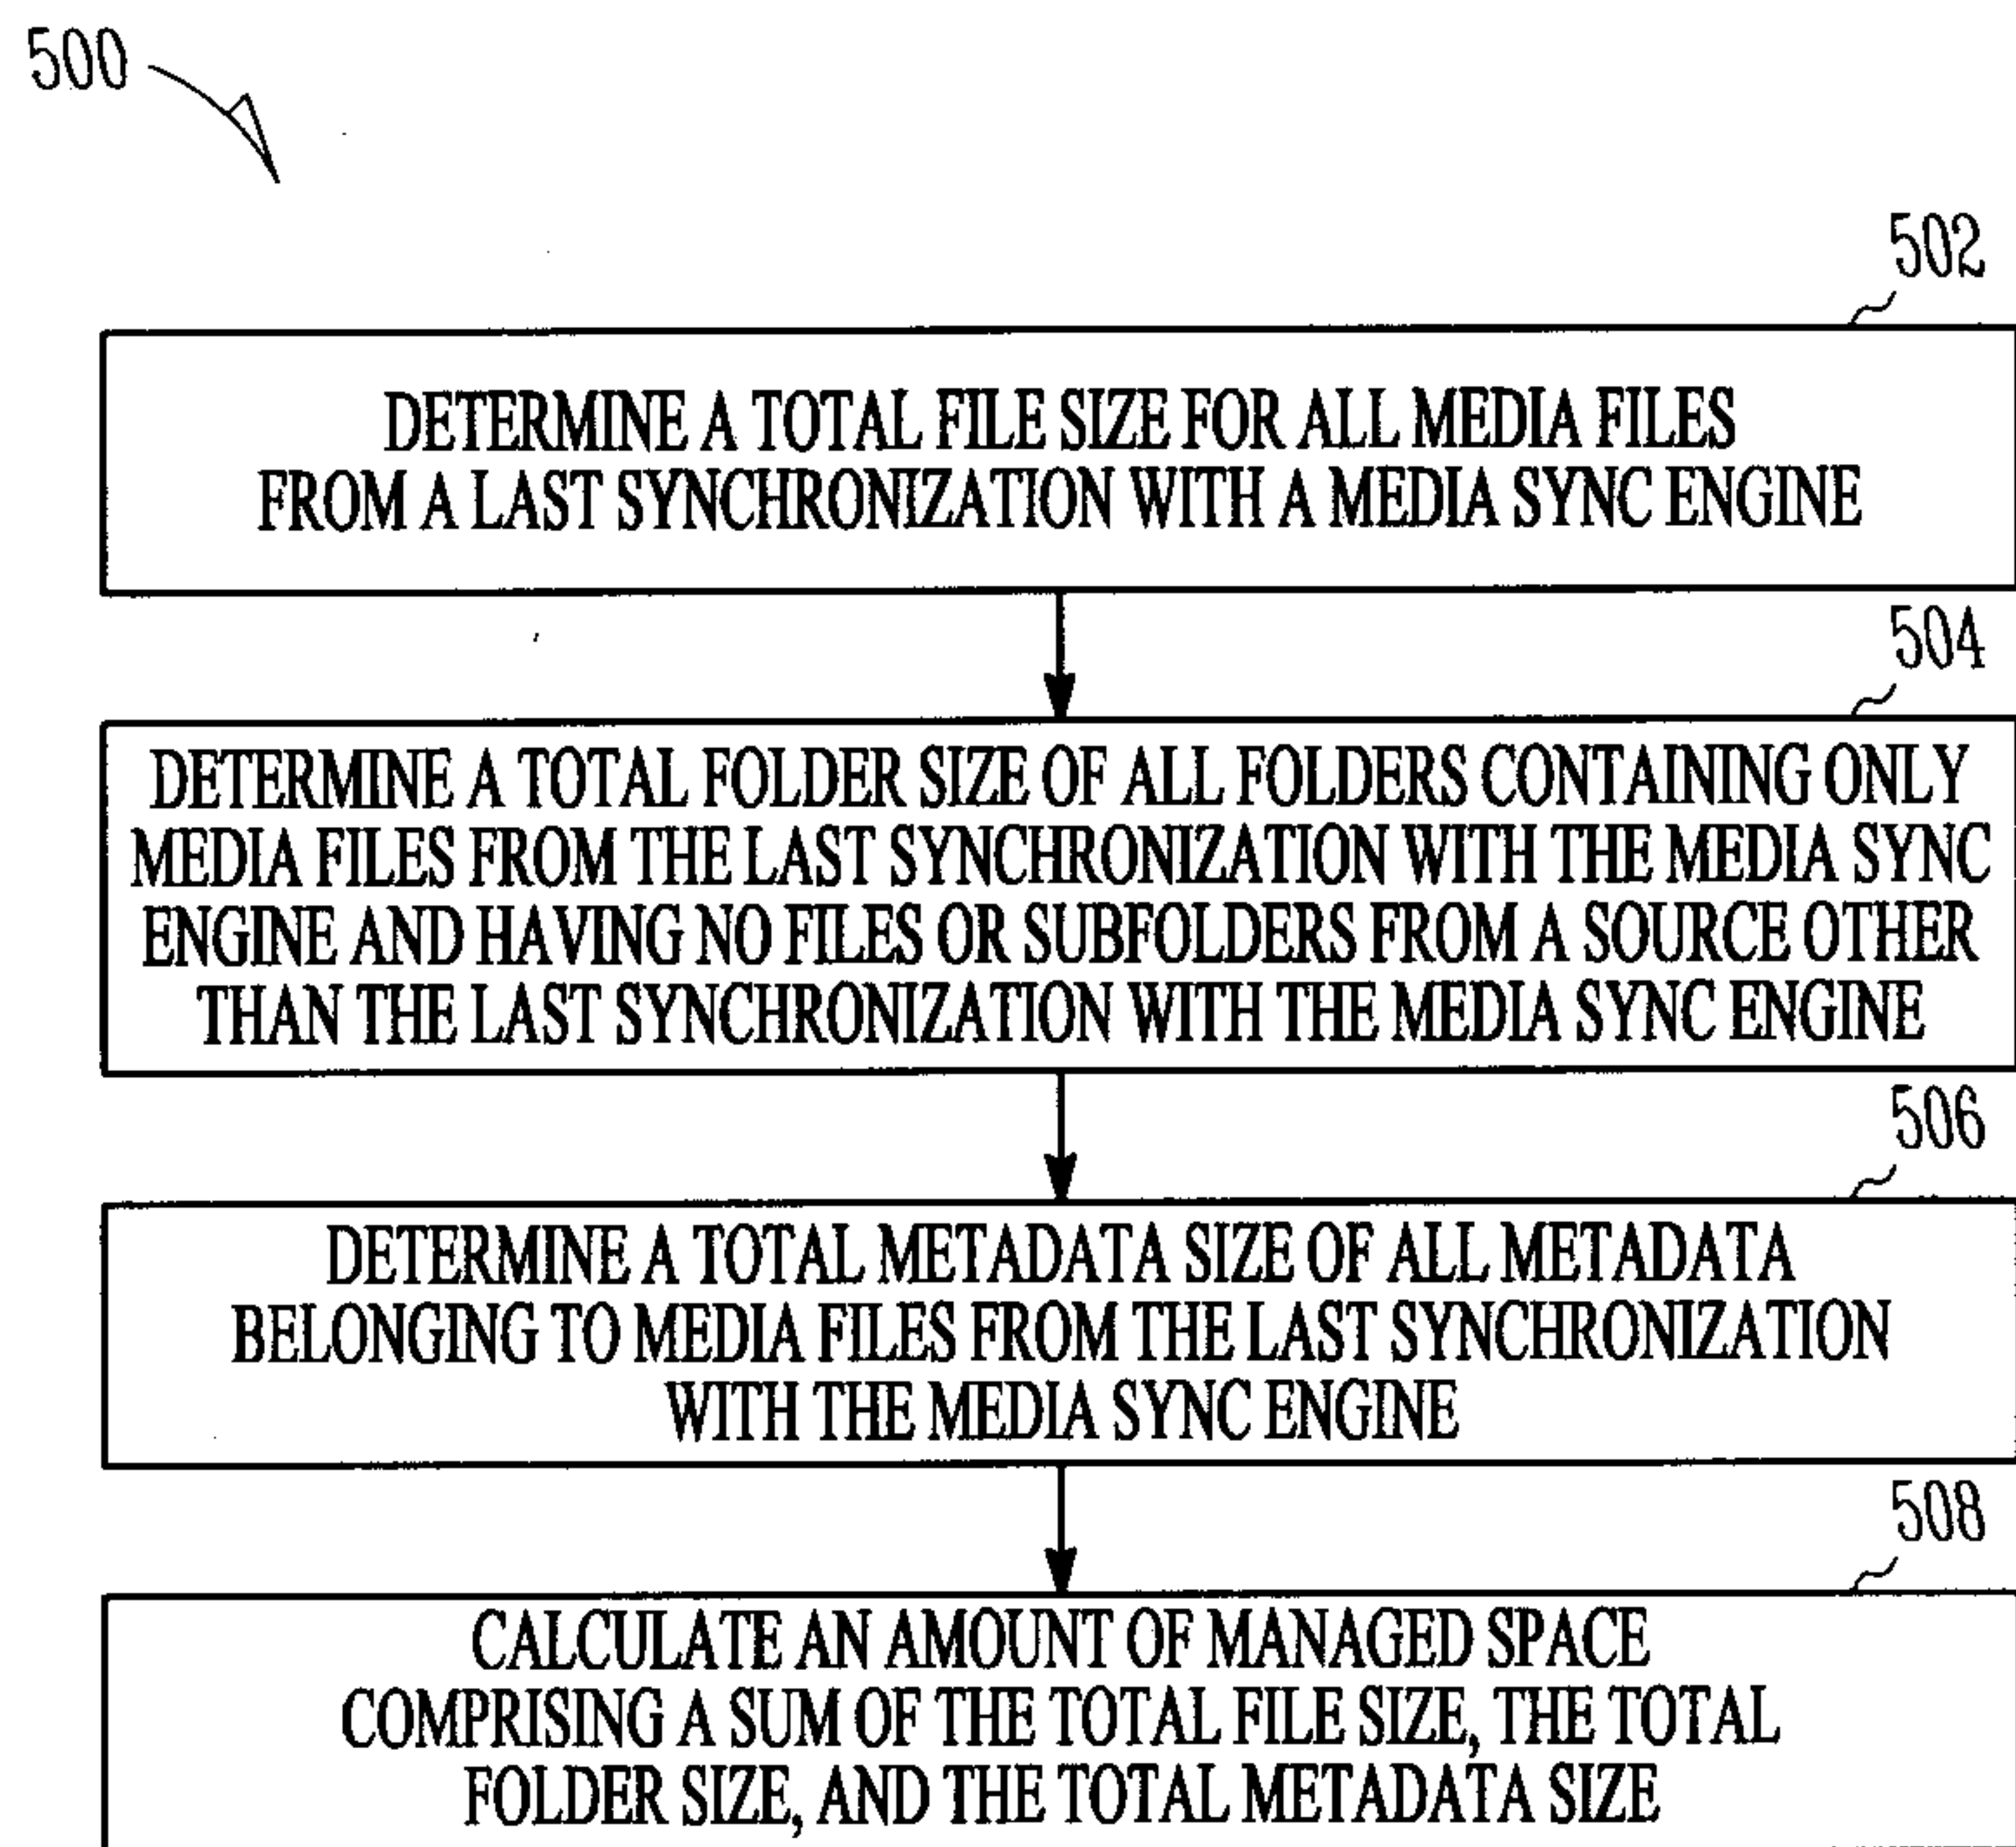 500
502
DETERMINE A TOTAL FILE SIZE FOR ALL MEDIA FILES
FROM A LAST SYNCHRONIZATION WITH A MEDIA SYNC ENGINE
504
DETERMINE A TOTAL FOLDER SIZE OF ALL FOLDERS CONTAINING ONLY
MEDIA FILES FROM THE LAST SYNCHRONIZATION WITH THE MEDIA SYNC
ENGINE AND HAVING NO FILES OR SUBFOLDERS FROM A SOURCE OTHER
THAN THE LAST SYNCHRONIZATION WITH THE MEDIA SYNC ENGINE
506
DETERMINE A TOTAL METADATA SIZE OF ALL METADATA
BELONGING TO MEDIA FILES FROM THE LAST SYNCHRONIZATION
WITH THE MEDIA SYNC ENGINE
508
CALCULATE AN AMOUNT OF MANAGED SPACE
COMPRISING A SUM OF THE TOTAL FILE SIZE, THE TOTAL
FOLDER SIZE, AND THE TOTAL METADATA SIZE